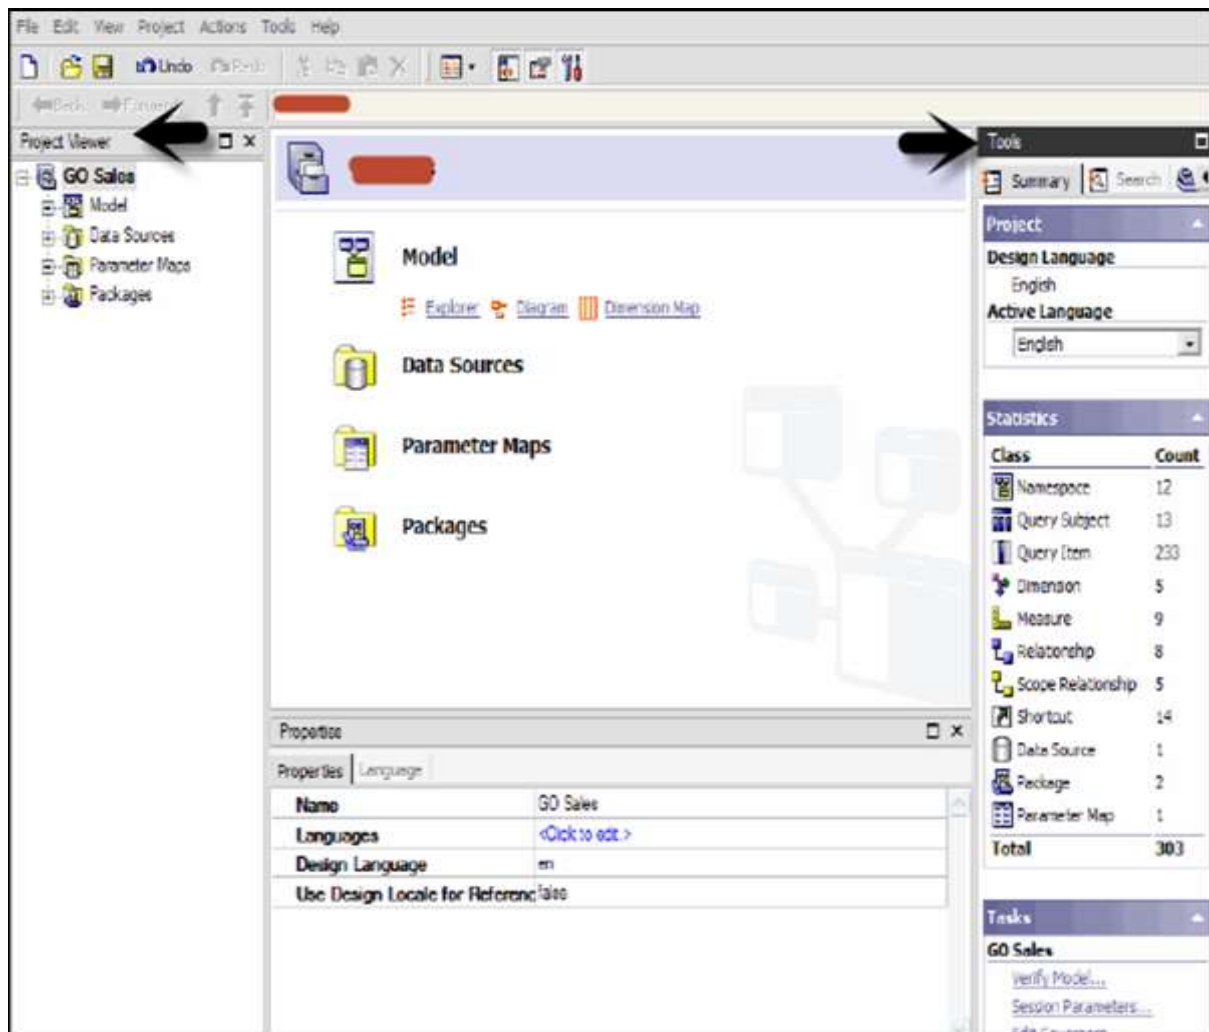 File Edit View Project Actions Tools Help
Undo Redo
Back Forward
Project Viewer
GO Sales
Model
Data Sources
Parameter Maps
Packages
Model
Explorer Diagram Dimension Map
Data Sources
Parameter Maps
Packages
Properties
Properties Language
Name GO Sales
Languages <Click to edit.>
Design Language en
Use Design Locale for Referenc false
Tools
Summary Search
Project
Design Language
English
Active Language
English
Statistics
Class Count
Namespace 12
Query Subject 13
Query Item 233
Dimension 5
Measure 9
Relationship 8
Scope Relationship 5
Shortcut 14
Data Source 1
Package 2
Parameter Map 1
Total 303
Tasks
GO Sales
Verify Model...
Session Parameters...